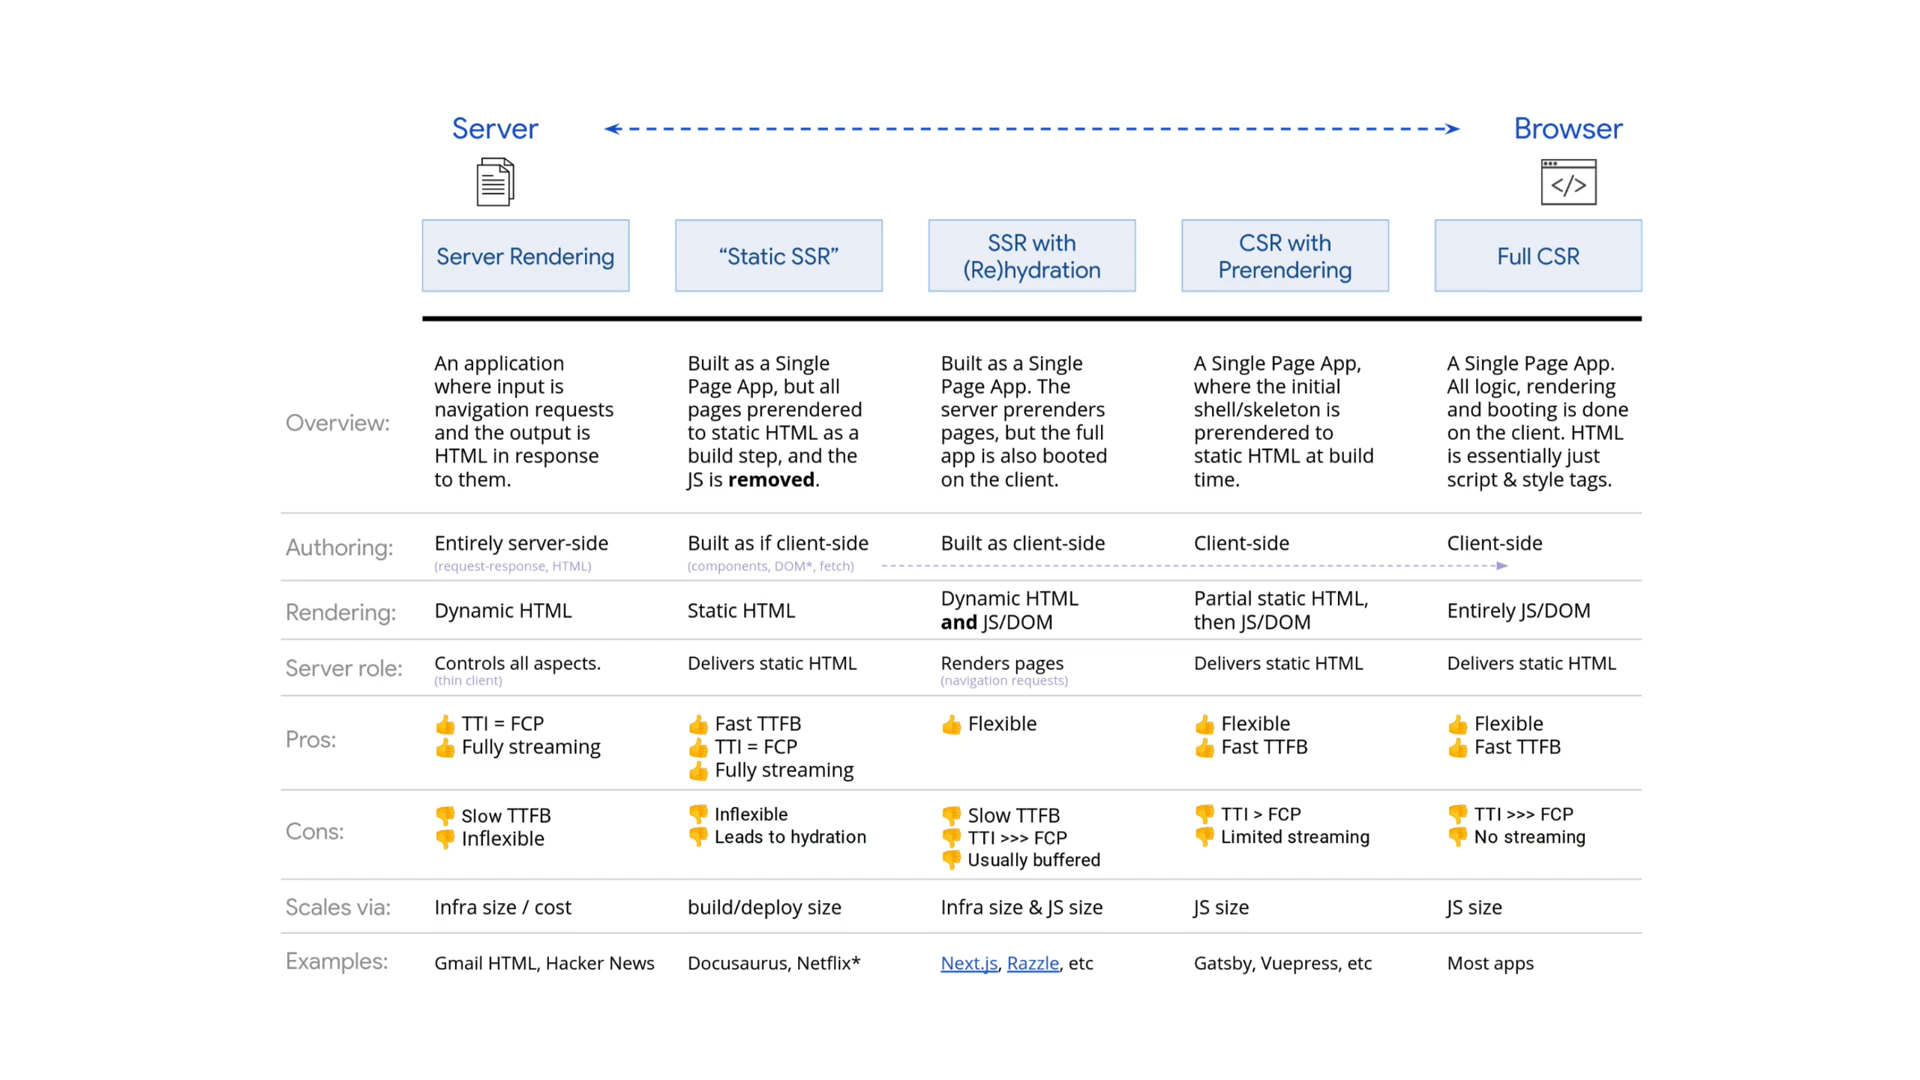 Server
Browser
</>
Server Rendering
“Static SSR”
SSR with
(Re)hydration
CSR with
Prerendering
Full CSR
Overview:
An application
where input is
navigation requests
and the output is
HTML in response
to them.
Built as a Single
Page App, but all
pages prerendered
to static HTML as a
build step, and the
JS is removed.
Built as a Single
Page App. The
server prerenders
pages, but the full
app is also booted
on the client.
A Single Page App,
where the initial
shell/skeleton is
prerendered to
static HTML at build
time.
A Single Page App.
All logic, rendering
and booting is done
on the client. HTML
is essentially just
script & style tags.
Authoring:
Entirely server-side
(request-response, HTML)
Built as if client-side
(components, DOM*, fetch)
Built as client-side
Client-side
Client-side
Rendering:
Dynamic HTML
Static HTML
Dynamic HTML
and JS/DOM
Partial static HTML,
then JS/DOM
Entirely JS/DOM
Server role:
Controls all aspects.
(thin client)
Delivers static HTML
Renders pages
(navigation requests)
Delivers static HTML
Delivers static HTML
Pros:
👍 TTI = FCP
👍 Fully streaming
👍 Fast TTFB
👍 TTI = FCP
👍 Fully streaming
👍 Flexible
👍 Flexible
👍 Fast TTFB
👍 Flexible
👍 Fast TTFB
Cons:
👎 Slow TTFB
👎 Inflexible
👎 Inflexible
👎 Leads to hydration
👎 Slow TTFB
👎 TTI >>> FCP
👎 Usually buffered
👎 TTI > FCP
👎 Limited streaming
👎 TTI >>> FCP
👎 No streaming
Scales via:
Infra size / cost
build/deploy size
Infra size & JS size
JS size
JS size
Examples:
Gmail HTML, Hacker News
Docusaurus, Netflix*
Next.js, Razzle, etc
Gatsby, Vuepress, etc
Most apps